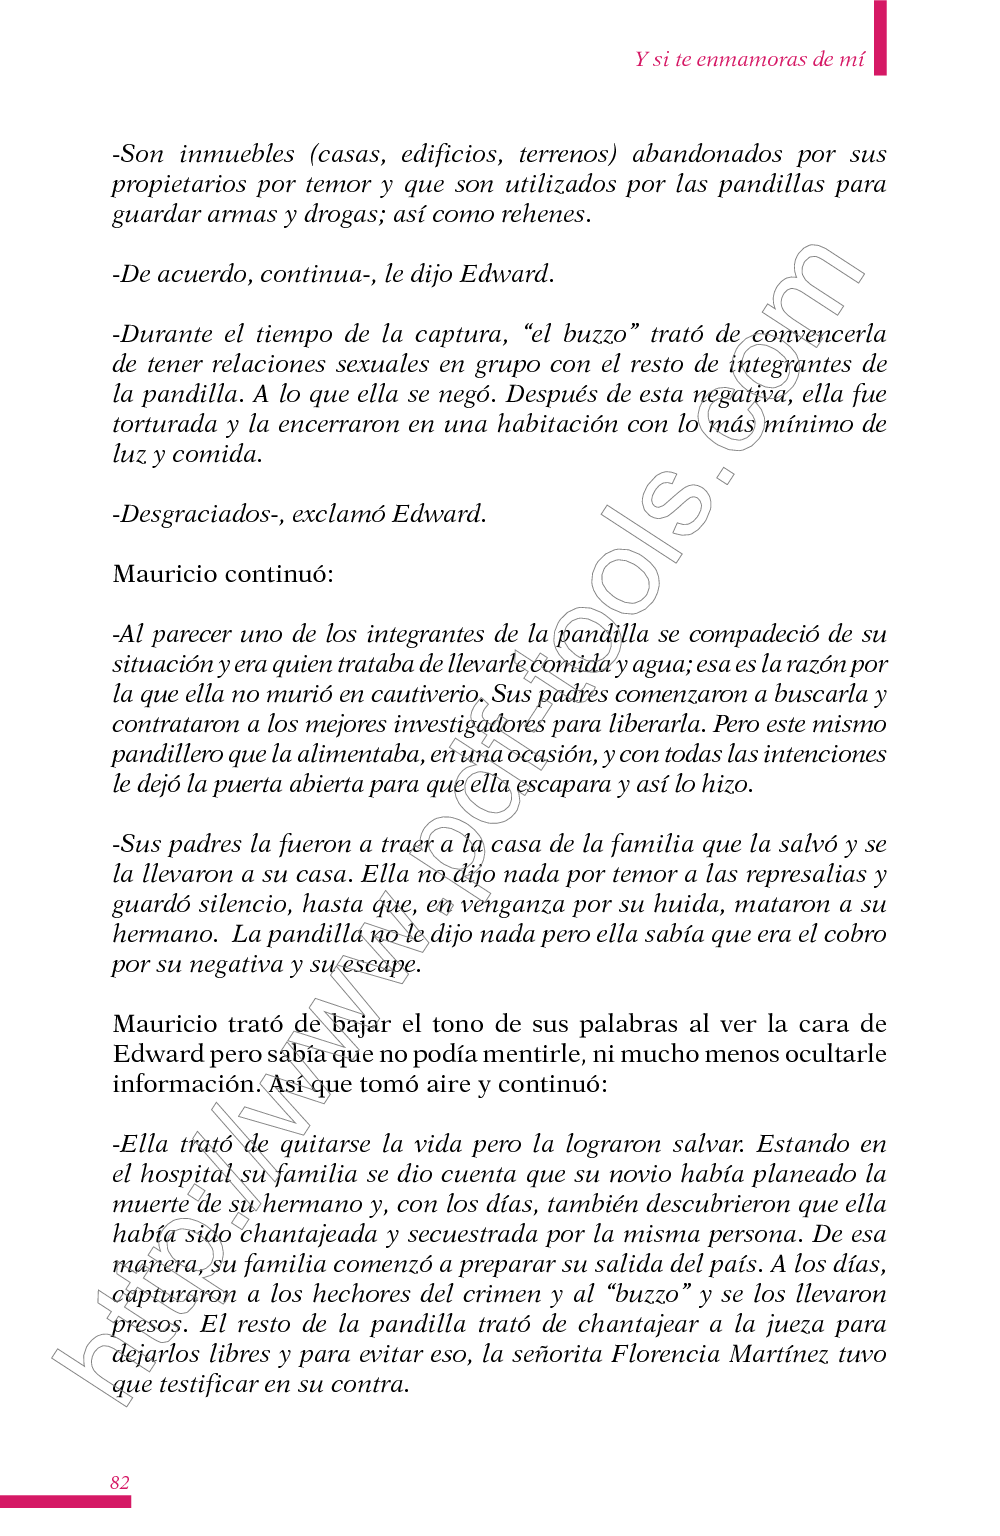 Y si te enmamoras de mí
-Son inmuebles (casas, edificios, terrenos) abandonados por sus
propietarios por temor y que son utilizados por las pandillas para
guardar armas y drogas; así como rehenes.
-De acuerdo, continua-, le dijo Edward.
-Durante el tiempo de la captura, “el buzzo” trató de convencerla
de tener relaciones sexuales en grupo con el resto de integrantes de
la pandilla. A lo que ella se negó. Después de esta negativa, ella fue
torturada y la encerraron en una habitación con lo más mínimo de
luz y comida.
-Desgraciados-, exclamó Edward.
Mauricio continuó:
-Al parecer uno de los integrantes de la pandilla se compadeció de su
situación y era quien trataba de llevarle comida y agua; esa es la razón por
la que ella no murió en cautiverio. Sus padres comenzaron a buscarla y
contrataron a los mejores investigadores para liberarla. Pero este mismo
pandillero que la alimentaba, en una ocasión, y con todas las intenciones
le dejó la puerta abierta para que ella escapara y así lo hizo.
-Sus padres la fueron a traer a la casa de la familia que la salvó y se
la llevaron a su casa. Ella no dijo nada por temor a las represalias y
guardó silencio, hasta que, en venganza por su huida, mataron a su
hermano.  La pandilla no le dijo nada pero ella sabía que era el cobro
por su negativa y su escape.
Mauricio trató de bajar el tono de sus palabras al ver la cara de
Edward pero sabía que no podía mentirle, ni mucho menos ocultarle
información. Así que tomó aire y continuó:
-Ella trató de quitarse la vida pero la lograron salvar. Estando en
el hospital su familia se dio cuenta que su novio había planeado la
muerte de su hermano y, con los días, también descubrieron que ella
había sido chantajeada y secuestrada por la misma persona. De esa
manera, su familia comenzó a preparar su salida del país. A los días,
capturaron a los hechores del crimen y al “buzzo” y se los llevaron
presos. El resto de la pandilla trató de chantajear a la jueza para
dejarlos libres y para evitar eso, la señorita Florencia Martínez tuvo
que testificar en su contra.
82
http://www.pdf-tools.com